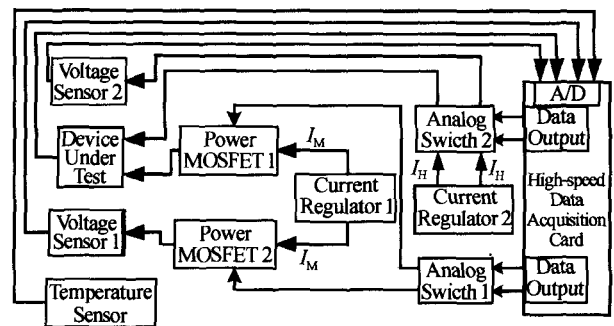 A/D
Voltage
Sensor 2
Device
Under
Test
Power
MOSFET 1
I_M
Analog
Swicth 2
Data
Output
I_H
I_H
Current
Regulator 1
Current
Regulator 2
High-speed
Data
Acquisition
Card
Voltage
Sensor 1
Power
MOSFET 2
I_M
Analog
Swicth 1
Data
Output
Temperature
Sensor